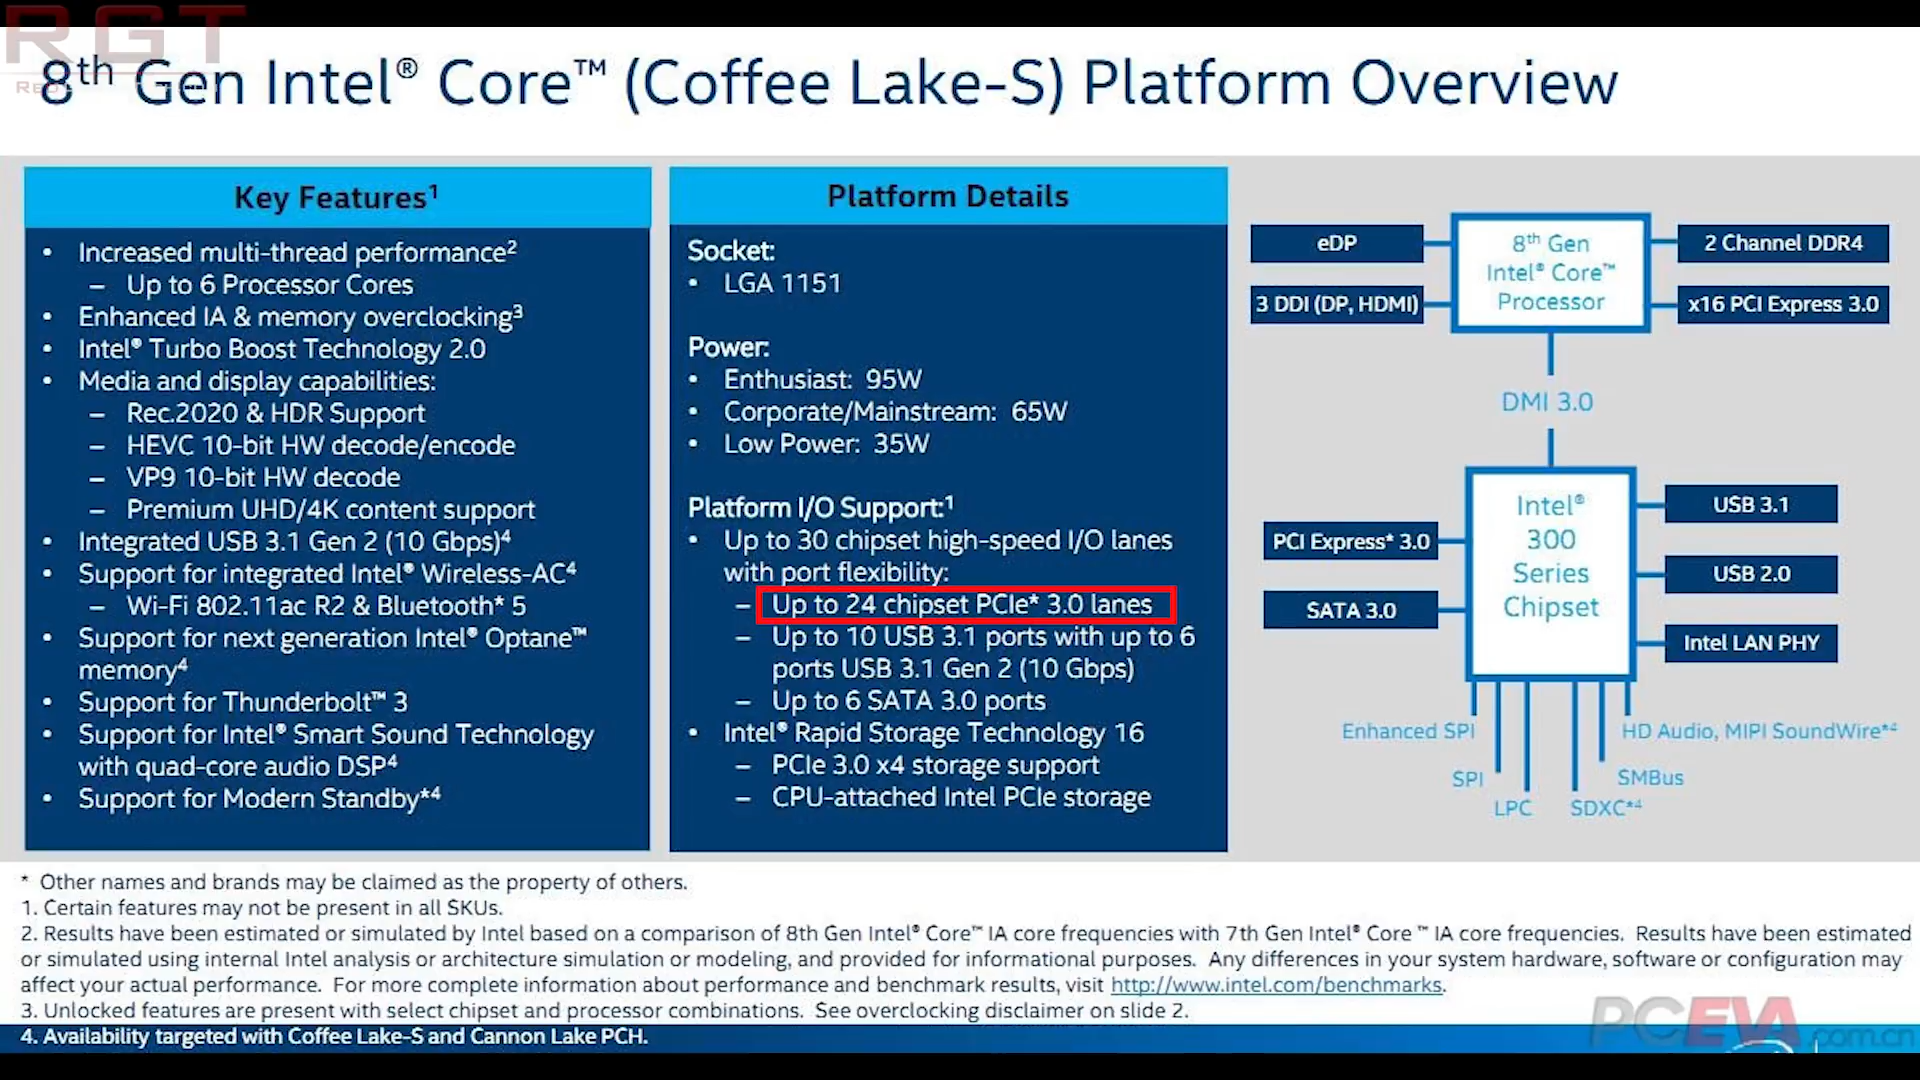 RGT
8th Gen Intel® Core™ (Coffee Lake-S) Platform Overview
Key Features¹
• Increased multi-thread performance²
– Up to 6 Processor Cores
• Enhanced IA & memory overclocking³
• Intel® Turbo Boost Technology 2.0
• Media and display capabilities:
– Rec.2020 & HDR Support
– HEVC 10-bit HW decode/encode
– VP9 10-bit HW decode
– Premium UHD/4K content support
• Integrated USB 3.1 Gen 2 (10 Gbps)⁴
• Support for integrated Intel® Wireless-AC⁴
– Wi-Fi 802.11ac R2 & Bluetooth* 5
• Support for next generation Intel® Optane™
memory⁴
• Support for Thunderbolt™ 3
• Support for Intel® Smart Sound Technology
with quad-core audio DSP⁴
• Support for Modern Standby*⁴
Platform Details
Socket:
• LGA 1151
Power:
• Enthusiast: 95W
• Corporate/Mainstream: 65W
• Low Power: 35W
Platform I/O Support:¹
• Up to 30 chipset high-speed I/O lanes
with port flexibility:
– Up to 24 chipset PCIe* 3.0 lanes
– Up to 10 USB 3.1 ports with up to 6
ports USB 3.1 Gen 2 (10 Gbps)
– Up to 6 SATA 3.0 ports
• Intel® Rapid Storage Technology 16
– PCIe 3.0 x4 storage support
– CPU-attached Intel PCIe storage
eDP
3 DDI (DP, HDMI)
8th Gen
Intel® Core™
Processor
2 Channel DDR4
x16 PCI Express 3.0
DMI 3.0
PCI Express* 3.0
SATA 3.0
Intel®
300
Series
Chipset
USB 3.1
USB 2.0
Intel LAN PHY
Enhanced SPI
SPI
LPC
SDXC*⁴
SMBus
HD Audio, MIPI SoundWire*⁴
* Other names and brands may be claimed as the property of others.
1. Certain features may not be present in all SKUs.
2. Results have been estimated or simulated by Intel based on a comparison of 8th Gen Intel® Core™ IA core frequencies with 7th Gen Intel® Core ™ IA core frequencies. Results have been estimated
or simulated using internal Intel analysis or architecture simulation or modeling, and provided for informational purposes. Any differences in your system hardware, software or configuration may
affect your actual performance. For more complete information about performance and benchmark results, visit http://www.intel.com/benchmarks.
3. Unlocked features are present with select chipset and processor combinations. See overclocking disclaimer on slide 2.
4. Availability targeted with Coffee Lake-S and Cannon Lake PCH.
PCEVA.com.cn